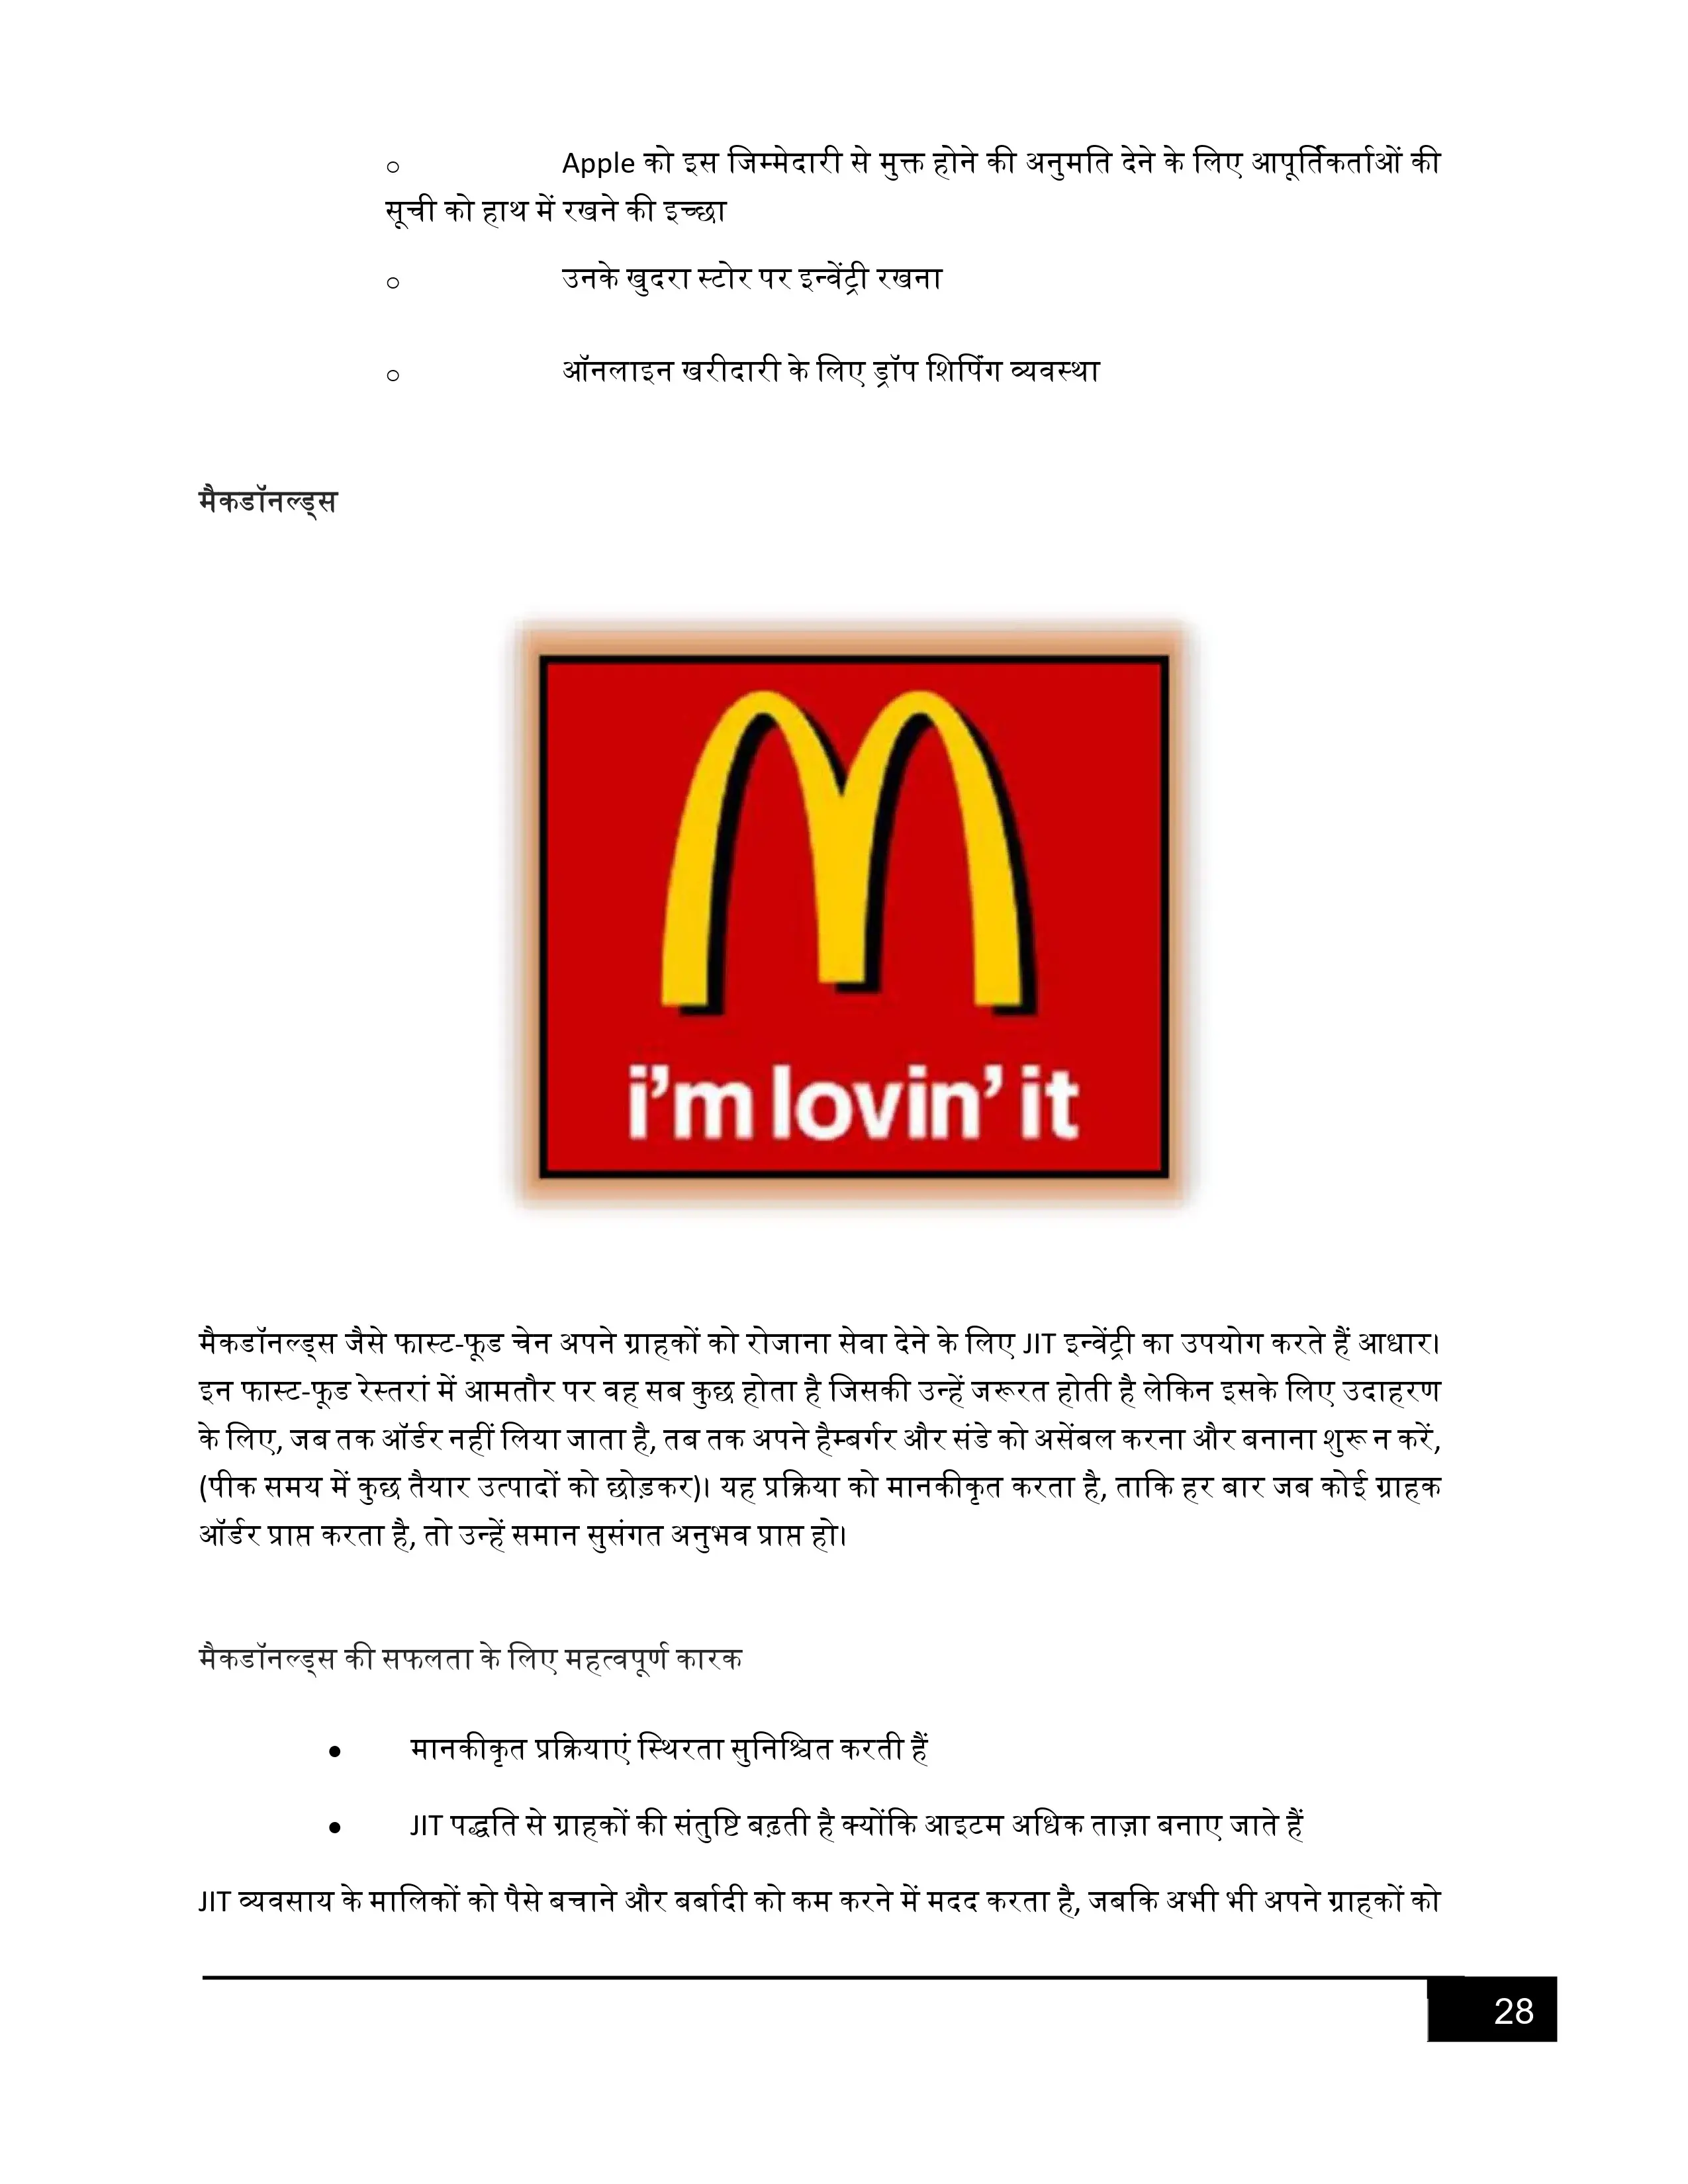 o Apple को इस जिम्मेदारी से मुक्त होने की अनुमति देने के लिए आपूर्तिकर्ताओं की
सूची को हाथ में रखने की इच्छा
o उनके खुदरा स्टोर पर इन्वेंट्री रखना
o ऑनलाइन खरीदारी के लिए ड्रॉप शिपिंग व्यवस्था
मैकडॉनल्ड्स
i'm lovin' it
मैकडॉनल्ड्स जैसे फास्ट-फूड चेन अपने ग्राहकों को रोजाना सेवा देने के लिए JIT इन्वेंट्री का उपयोग करते हैं आधार।
इन फास्ट-फूड रेस्तरां में आमतौर पर वह सब कुछ होता है जिसकी उन्हें जरूरत होती है लेकिन इसके लिए उदाहरण
के लिए, जब तक ऑर्डर नहीं लिया जाता है, तब तक अपने हैम्बर्गर और संडे को असेंबल करना और बनाना शुरू न करें,
(पीक समय में कुछ तैयार उत्पादों को छोड़कर)। यह प्रक्रिया को मानकीकृत करता है, ताकि हर बार जब कोई ग्राहक
ऑर्डर प्राप्त करता है, तो उन्हें समान सुसंगत अनुभव प्राप्त हो।
मैकडॉनल्ड्स की सफलता के लिए महत्वपूर्ण कारक
• मानकीकृत प्रक्रियाएं स्थिरता सुनिश्चित करती हैं
• JIT पद्धति से ग्राहकों की संतुष्टि बढ़ती है क्योंकि आइटम अधिक ताज़ा बनाए जाते हैं
JIT व्यवसाय के मालिकों को पैसे बचाने और बर्बादी को कम करने में मदद करता है, जबकि अभी भी अपने ग्राहकों को
28